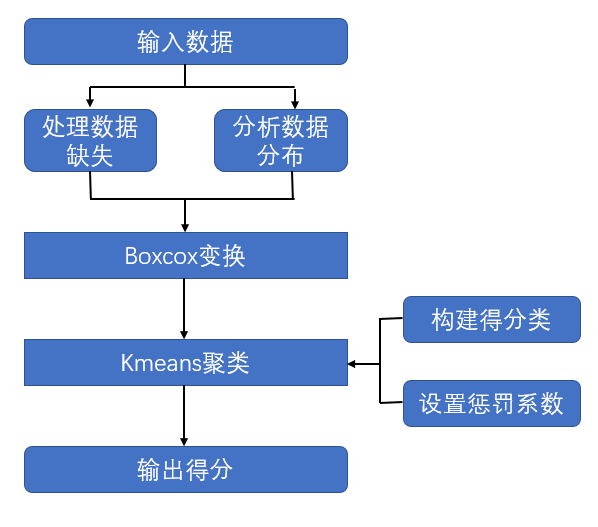 输入数据
处理数据
缺失
分析数据
分布
Boxcox变换
Kmeans聚类
构建得分类
设置惩罚系数
输出得分